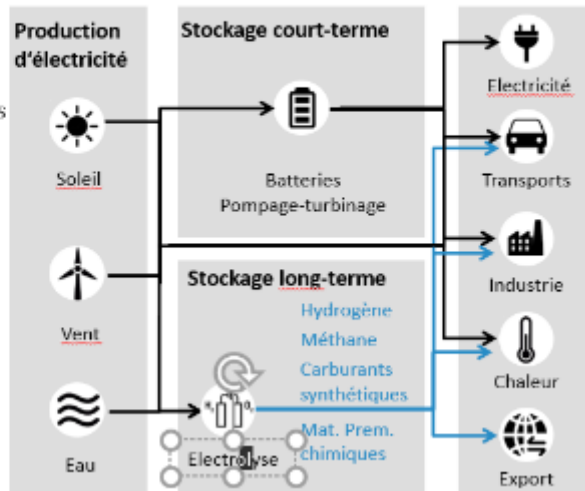 Production
d'électricité
Soleil
Vent
Eau
Stockage court-terme
Batteries
Pompage-turbinage
Stockage long-terme
Hydrogène
Méthane
Carburants
synthétiques
Mat. Prem.
chimiques
Electrolyse
Electricité
Transports
Industrie
Chaleur
Export
s